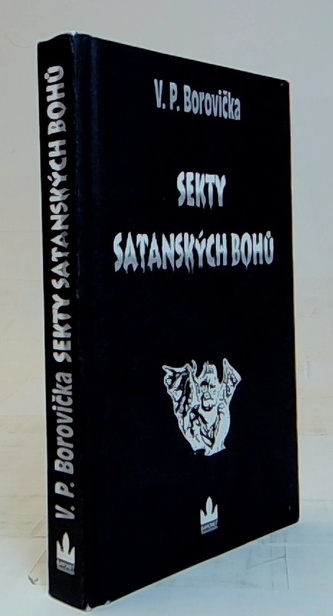 V. P. Borovička
SEKTY
SATANSKÝCH BOHŮ
V. P. Borovička SEKTY SATANSKÝCH BOHŮ